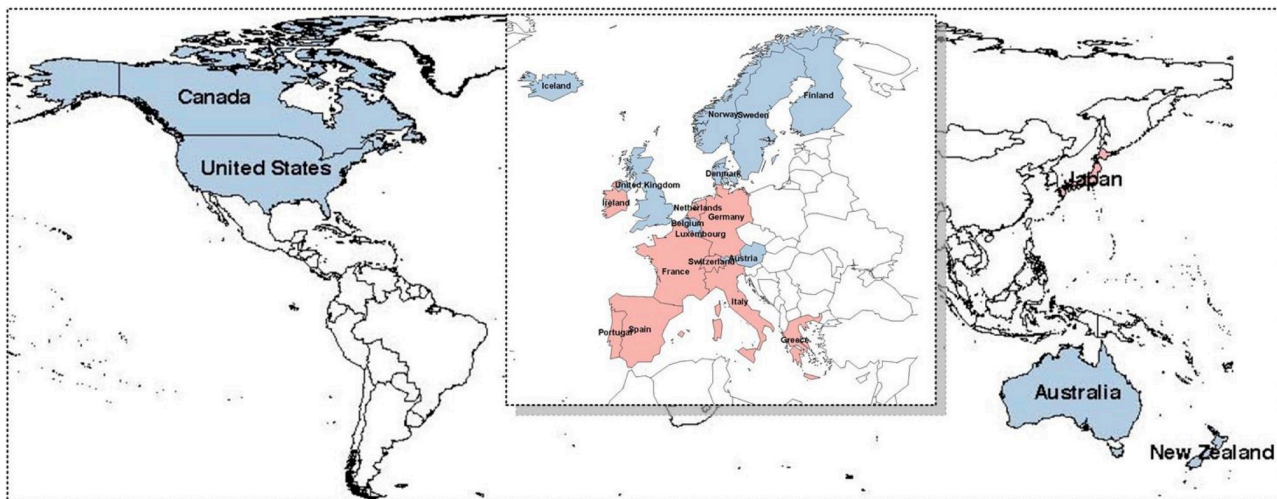 Canada
United States
Iceland
Norway
Sweden
Finland
Denmark
United Kingdom
Ireland
Netherlands
Germany
Belgium
Luxembourg
Switzerland
Austria
France
Italy
Portugal
Spain
Greece
Japan
Australia
New Zealand